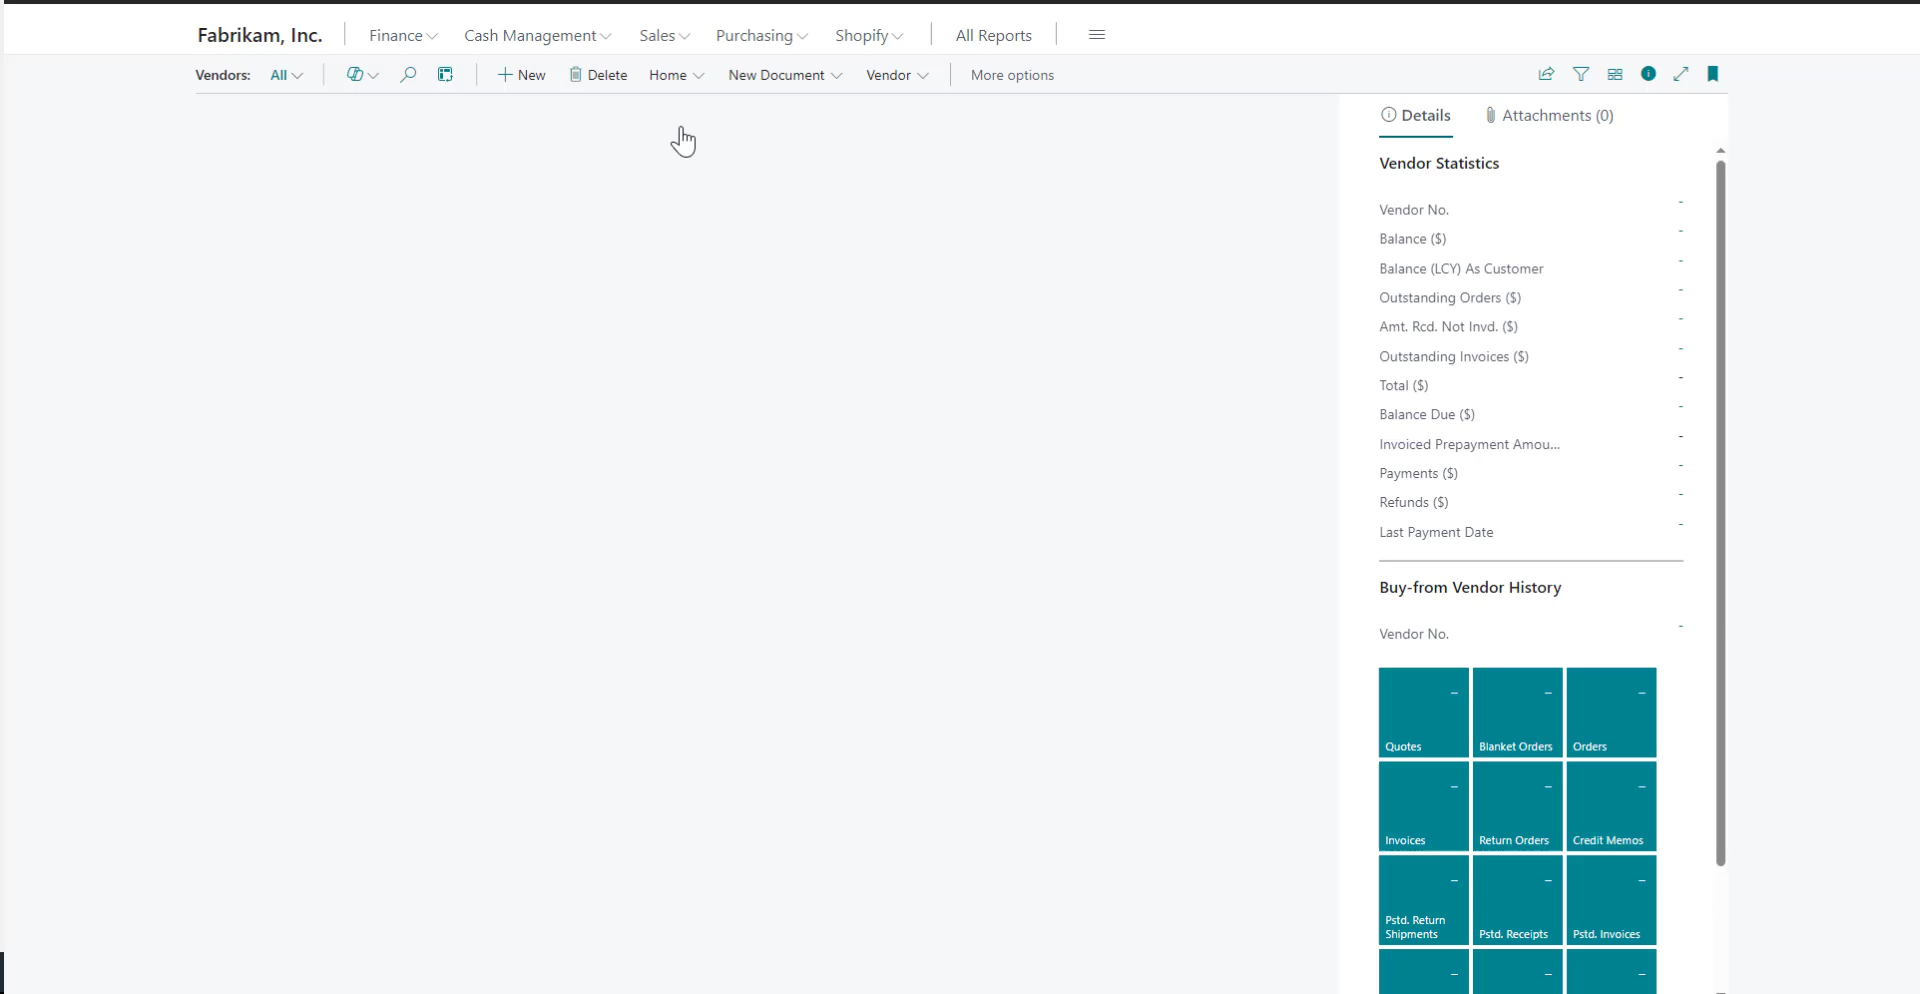 Fabrikam, Inc. Finance Cash Management Sales Purchasing Shopify All Reports
Vendors: All New Delete Home New Document Vendor More options
Details Attachments (0)
Vendor Statistics
Vendor No. -
Balance ($) -
Balance (LCY) As Customer -
Outstanding Orders ($) -
Amt. Rcd. Not Invd. ($) -
Outstanding Invoices ($) -
Total ($) -
Balance Due ($) -
Invoiced Prepayment Amou... -
Payments ($) -
Refunds ($) -
Last Payment Date -
Buy-from Vendor History
Vendor No. -
– – –
Quotes Blanket Orders Orders
– – –
Invoices Return Orders Credit Memos
– – –
Pstd. Return
Shipments Pstd. Receipts Pstd. Invoices
– – –